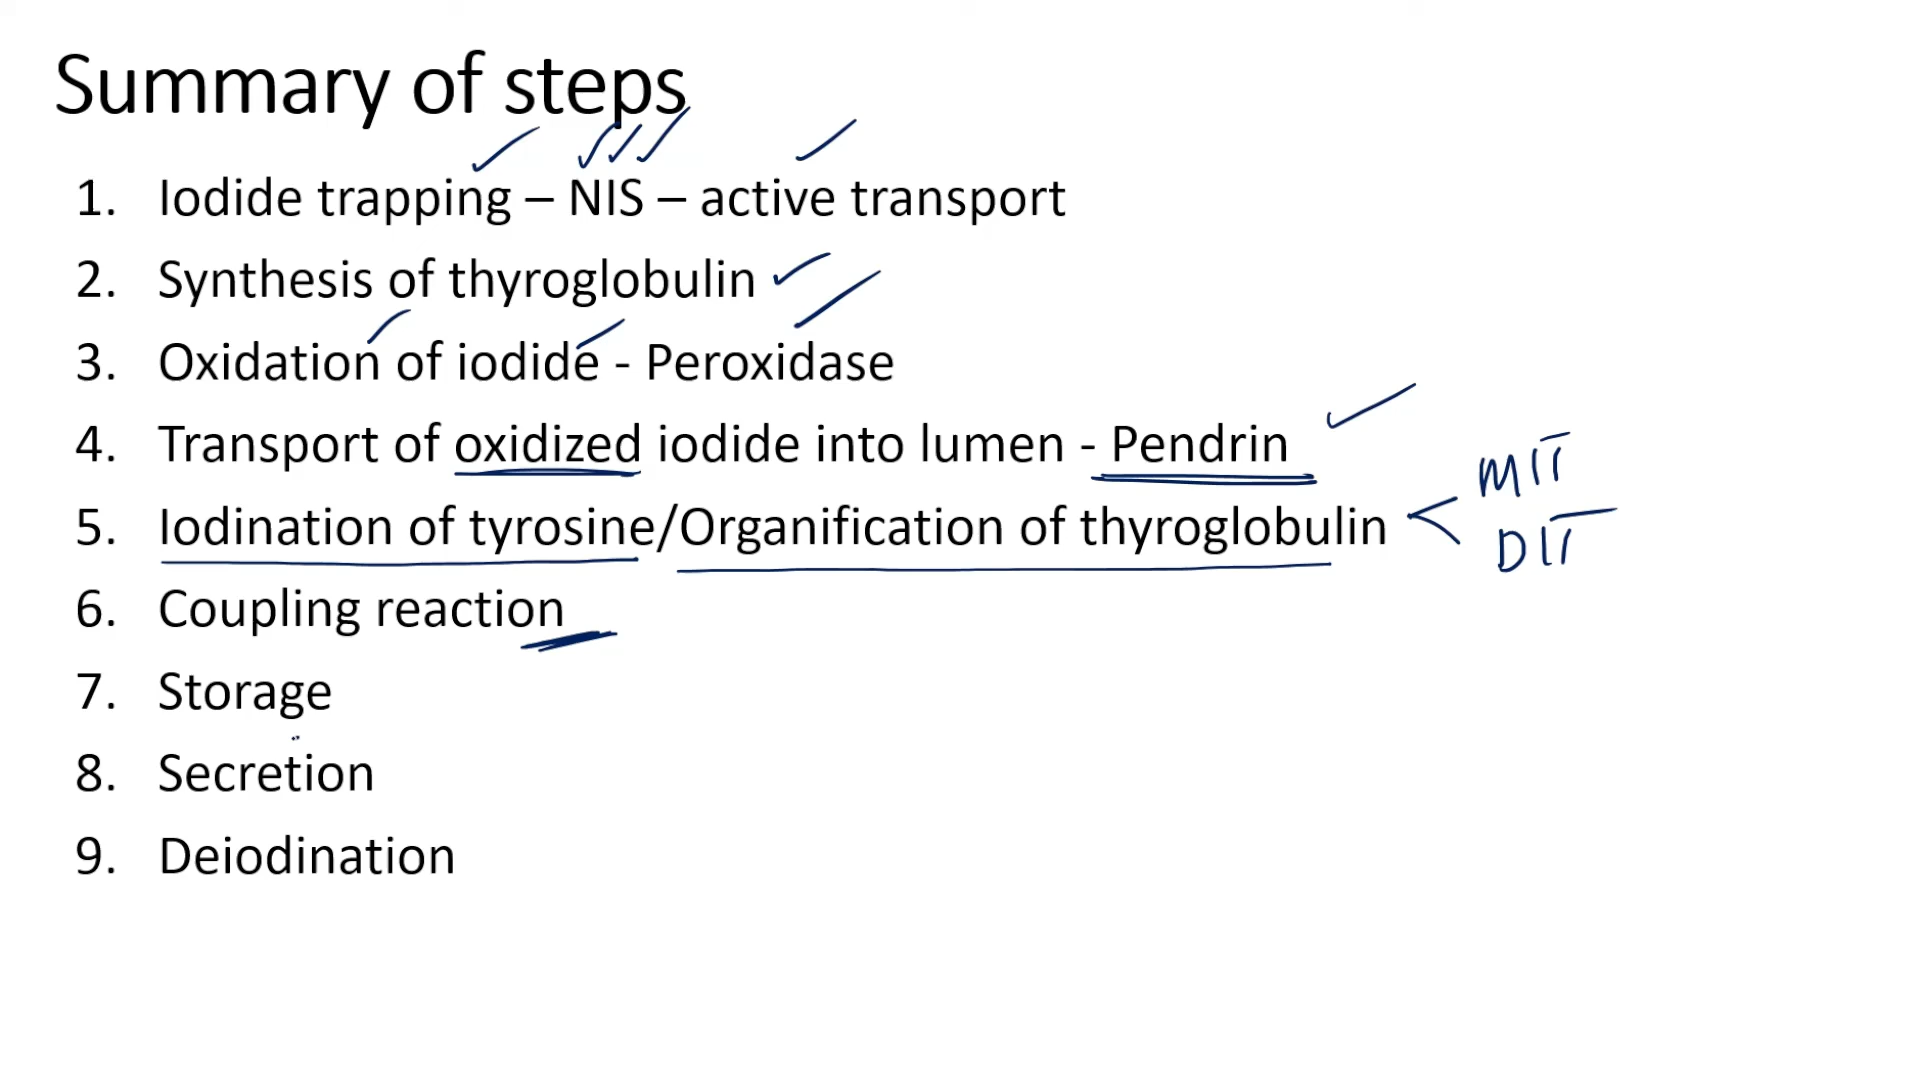 Summary of steps
1. Iodide trapping – NIS – active transport
2. Synthesis of thyroglobulin
3. Oxidation of iodide - Peroxidase
4. Transport of oxidized iodide into lumen - Pendrin
MIT
5. Iodination of tyrosine/Organification of thyroglobulin
DIT
6. Coupling reaction
7. Storage
8. Secretion
9. Deiodination